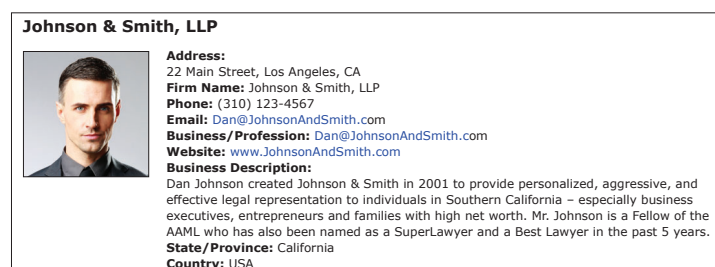 Johnson & Smith, LLP
Address:
22 Main Street, Los Angeles, CA
Firm Name: Johnson & Smith, LLP
Phone: (310) 123-4567
Email: Dan@JohnsonAndSmith.com
Business/Profession: Dan@JohnsonAndSmith.com
Website: www.JohnsonAndSmith.com
Business Description:
Dan Johnson created Johnson & Smith in 2001 to provide personalized, aggressive, and
effective legal representation to individuals in Southern California – especially business
executives, entrepreneurs and families with high net worth. Mr. Johnson is a Fellow of the
AAML who has also been named as a SuperLawyer and a Best Lawyer in the past 5 years.
State/Province: California
Country: USA